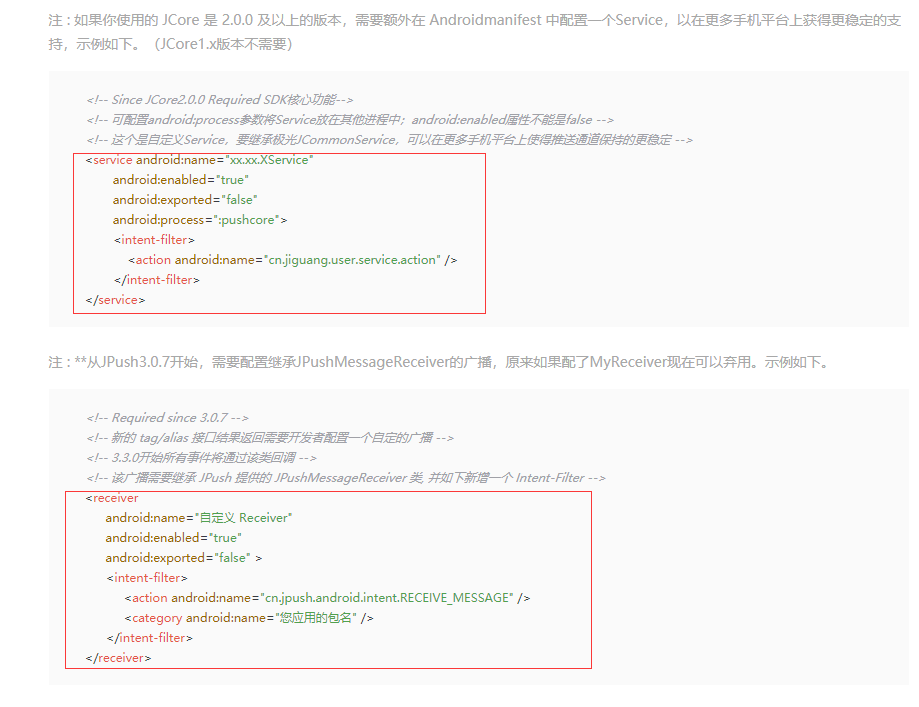 注 : 如果你使用的 JCore 是 2.0.0 及以上的版本，需要额外在 Androidmanifest 中配置一个Service，以在更多手机平台上获得更稳定的支
持，示例如下。（JCore1.x版本不需要）
<!-- Since JCore2.0.0 Required SDK核心功能-->
<!-- 可配置android:process参数将Service放在其他进程中；android:enabled属性不能是false -->
<!-- 这个是自定义Service，要继承极光JCommonService，可以在更多手机平台上使得推送通道保持的更稳定 -->
<service android:name="xx.xx.XService"
android:enabled="true"
android:exported="false"
android:process=":pushcore">
<intent-filter>
<action android:name="cn.jiguang.user.service.action" />
</intent-filter>
</service>
注 : **从JPush3.0.7开始，需要配置继承JPushMessageReceiver的广播，原来如果配了MyReceiver现在可以弃用。示例如下。
<!-- Required since 3.0.7 -->
<!-- 新的 tag/alias 接口结果返回需要开发者配置一个自定的广播 -->
<!-- 3.3.0开始所有事件将通过该类回调 -->
<!-- 该广播需要继承 JPush 提供的 JPushMessageReceiver 类, 并如下新增一个 Intent-Filter -->
<receiver
android:name="自定义 Receiver"
android:enabled="true"
android:exported="false" >
<intent-filter>
<action android:name="cn.jpush.android.intent.RECEIVE_MESSAGE" />
<category android:name="您应用的包名" />
</intent-filter>
</receiver>